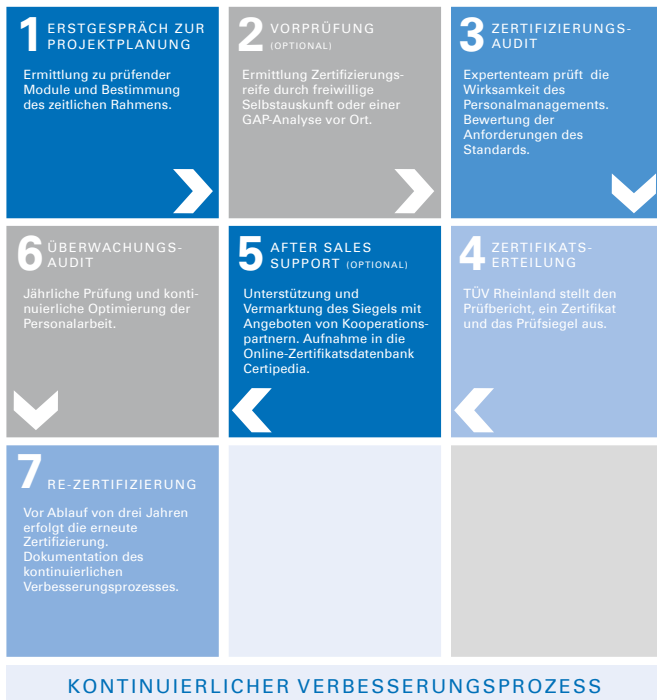 1 ERSTGESPRÄCH ZUR
PROJEKTPLANUNG
Ermittlung zu prüfender
Module und Bestimmung
des zeitlichen Rahmens.
2 VORPRÜFUNG
(OPTIONAL)
Ermittlung Zertifizierungs-
reife durch freiwillige
Selbstauskunft oder einer
GAP-Analyse vor Ort.
3 ZERTIFIZIERUNGS-
AUDIT
Expertenteam prüft die
Wirksamkeit des
Personalmanagements.
Bewertung der
Anforderungen des
Standards.
4 ZERTIFIKATS-
ERTEILUNG
TÜV Rheinland stellt den
Prüfbericht, ein Zertifikat
und das Prüfsiegel aus.
5 AFTER SALES
SUPPORT (OPTIONAL)
Unterstützung und
Vermarktung des Siegels mit
Angeboten von Kooperations-
partnern. Aufnahme in die
Online-Zertifikatsdatenbank
Certipedia.
6 ÜBERWACHUNGS-
AUDIT
Jährliche Prüfung und konti-
nuierliche Optimierung der
Personalarbeit.
7 RE-ZERTIFIZIERUNG
Vor Ablauf von drei Jahren
erfolgt die erneute
Zertifizierung.
Dokumentation des
kontinuierlichen
Verbesserungsprozesses.
KONTINUIERLICHER VERBESSERUNGSPROZESS